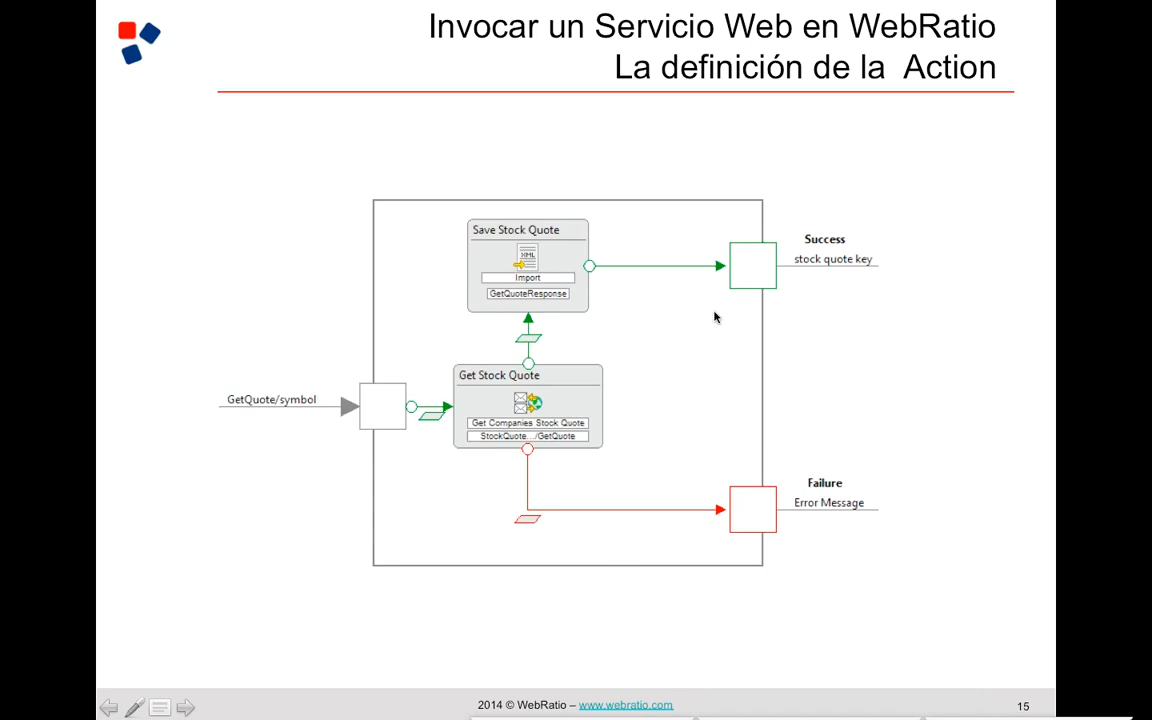 Invocar un Servicio Web en WebRatio
La definición de la  Action
Save Stock Quote
XML
Import
GetQuoteResponse
Success
stock quote key
Get Stock Quote
Get Companies Stock Quote
StockQuote.../GetQuote
GetQuote/symbol
Failure
Error Message
2014 © WebRatio – www.webratio.com
15